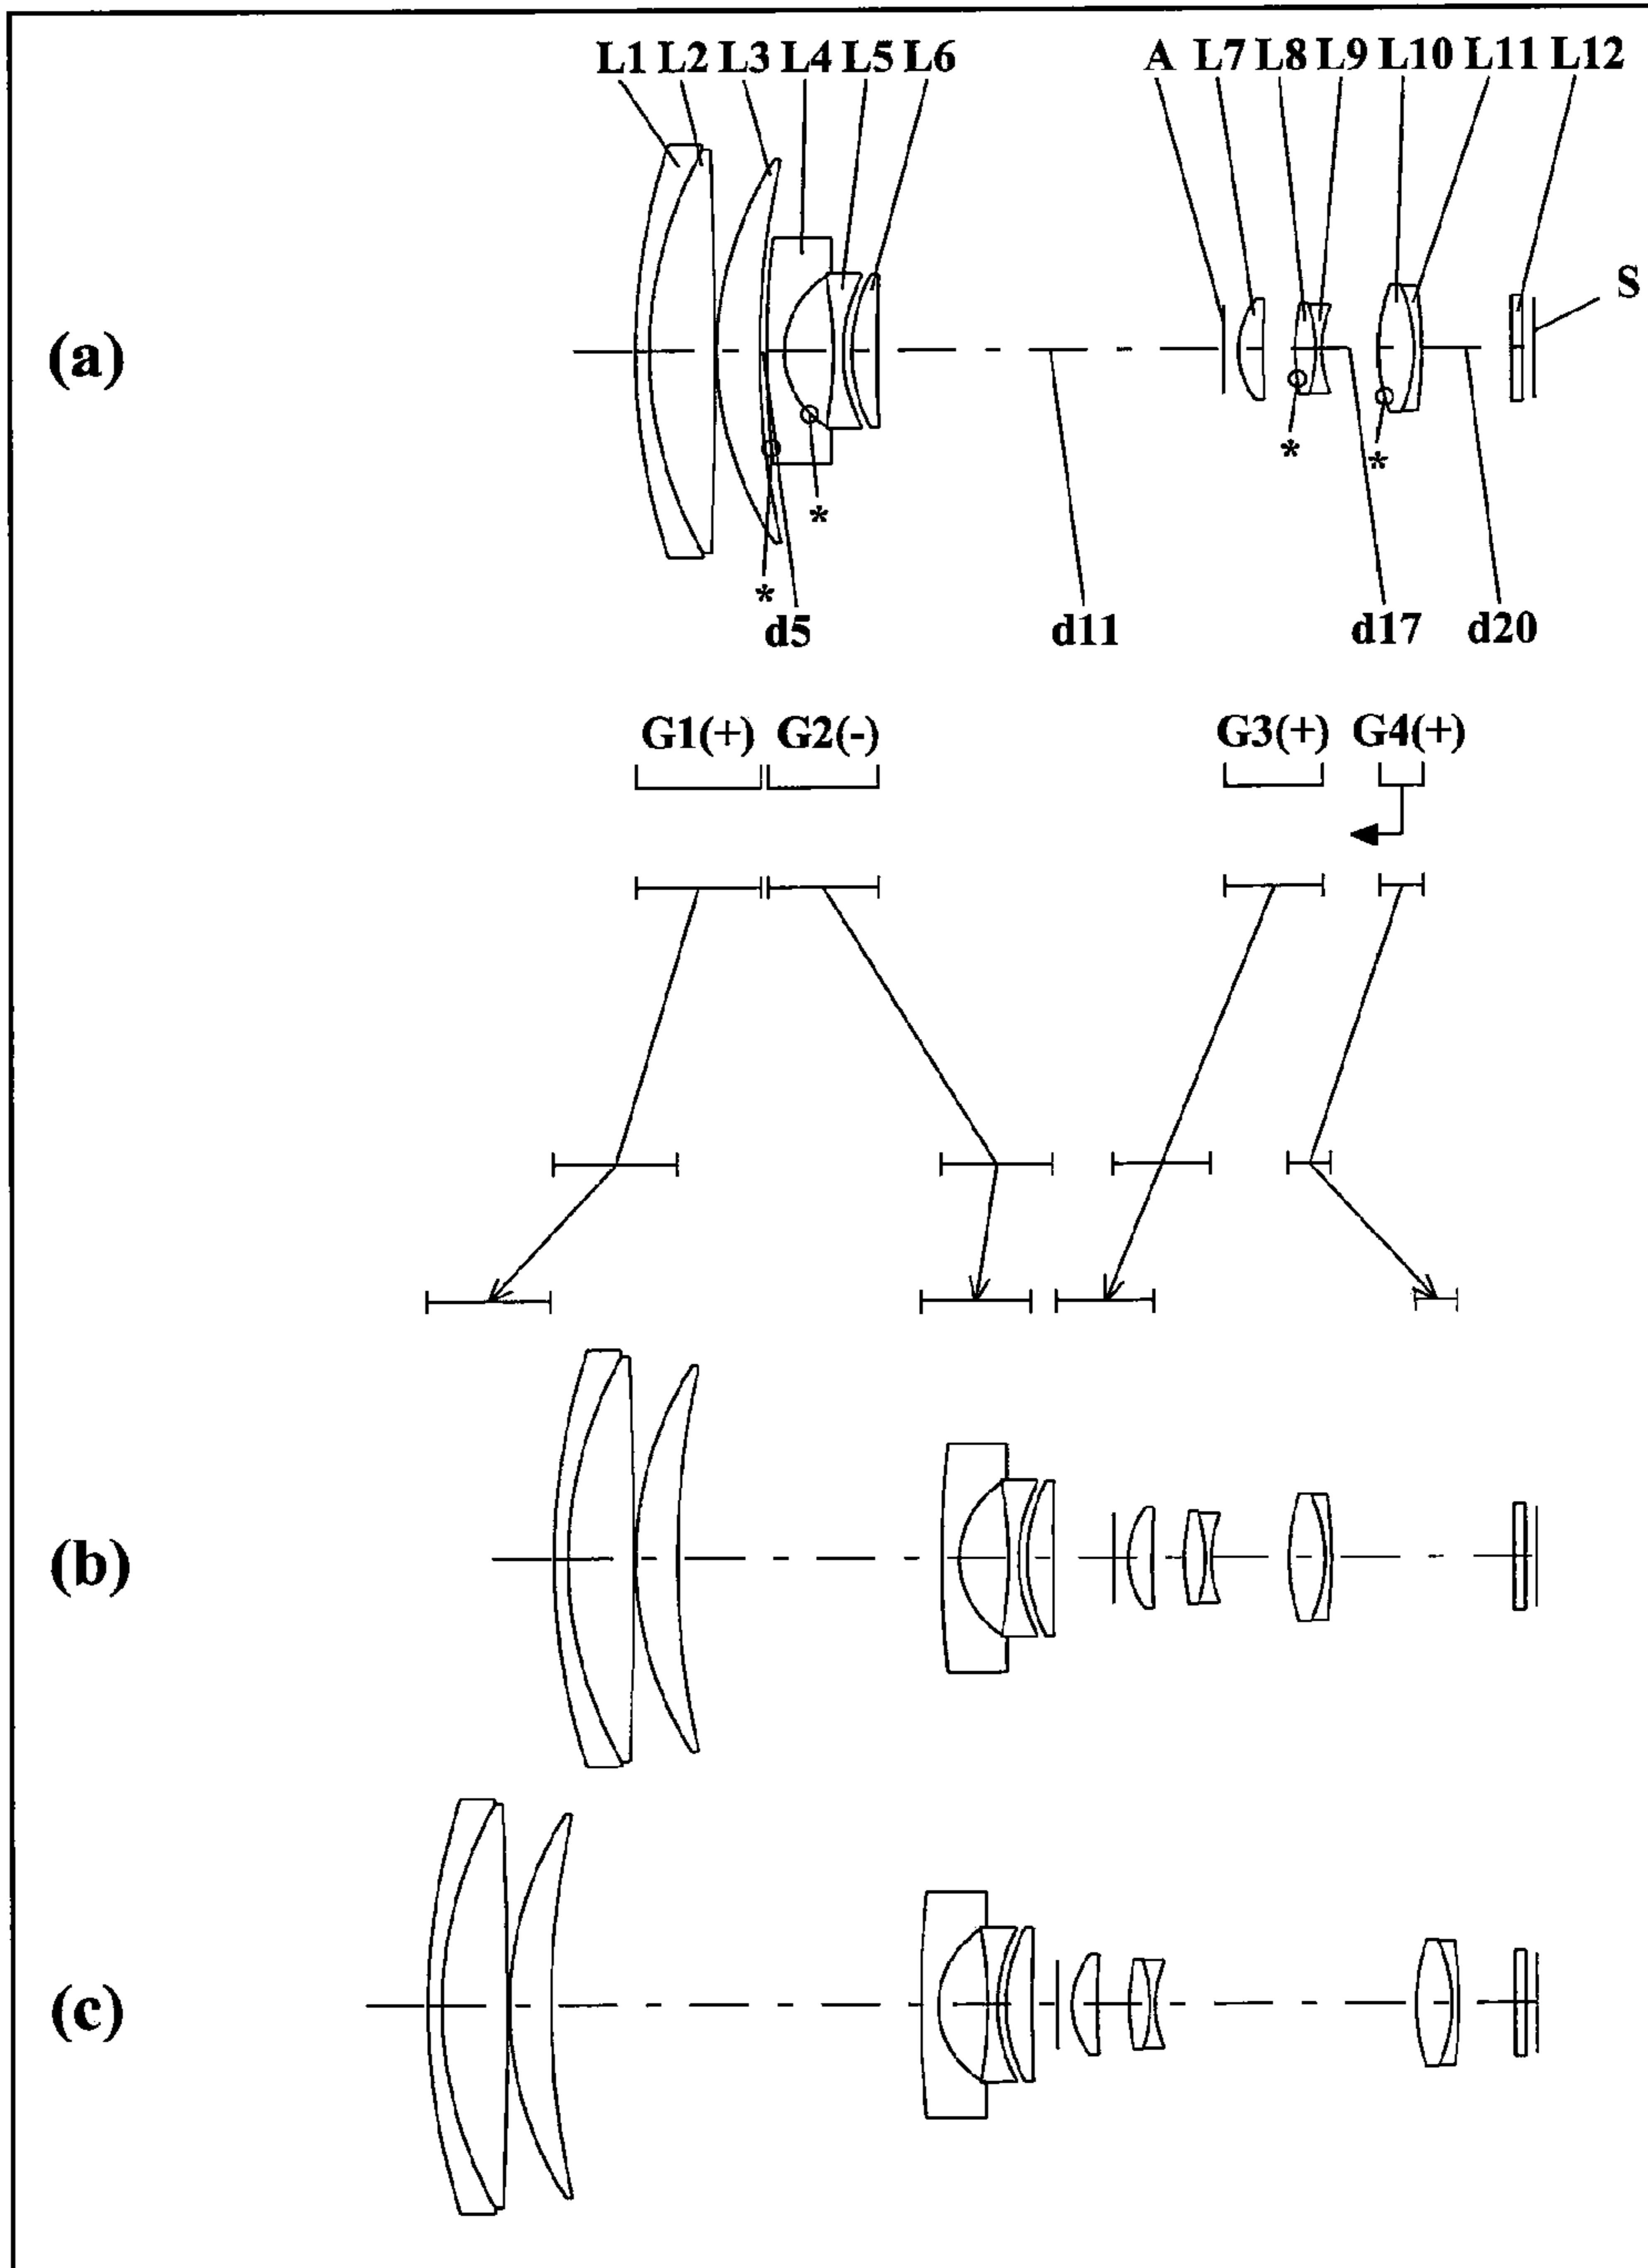 L1 L2 L3 L4 L5 L6 A L7 L8 L9 L10 L11 L12
S
(a)
* *
*
*
d5 d11 d17 d20
G1(+) G2(-) G3(+) G4(+)
(b)
(c)